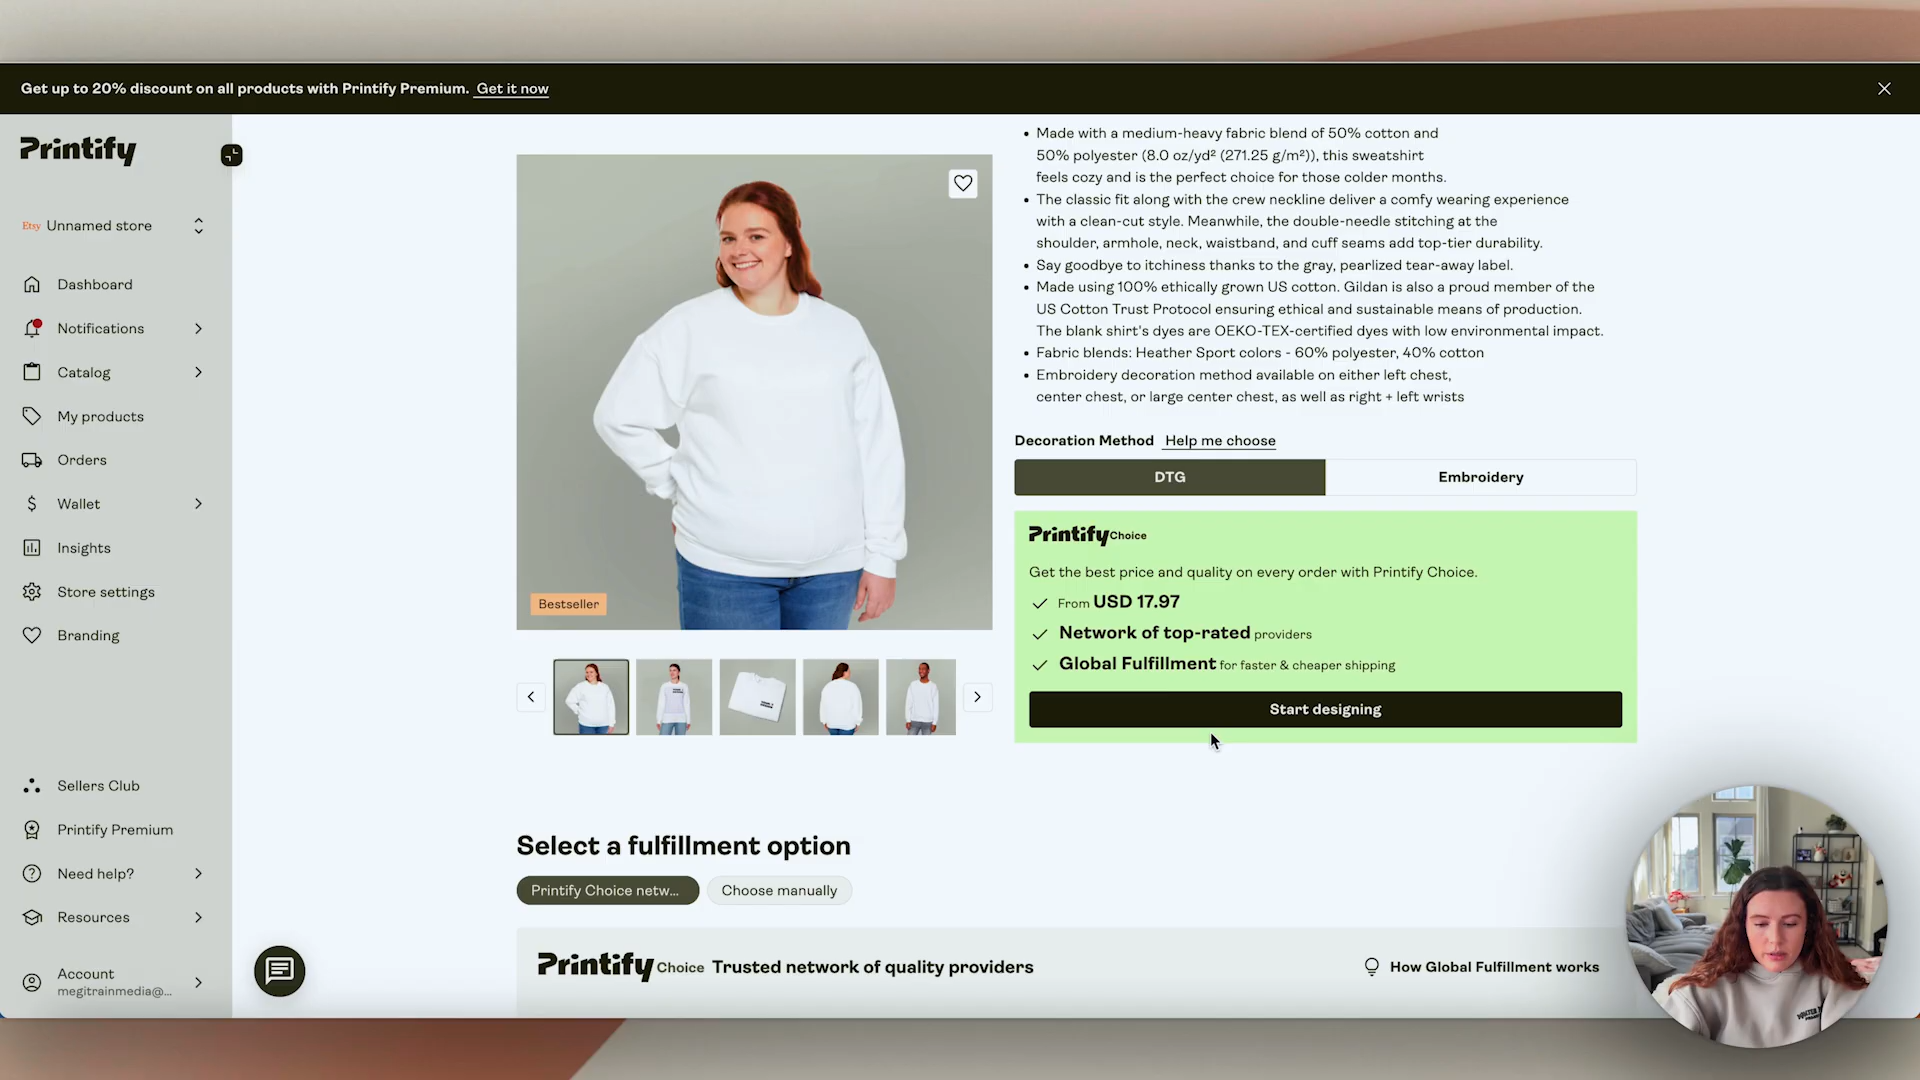 Get up to 20% discount on all products with Printify Premium. Get it now
Printify
Etsy Unnamed store
Dashboard
Notifications
Catalog
My products
Orders
Wallet
Insights
Store settings
Branding
Sellers Club
Printify Premium
Need help?
Resources
Account
megitrainmedia@...
Bestseller
Made with a medium-heavy fabric blend of 50% cotton and
50% polyester (8.0 oz/yd² (271.25 g/m²)), this sweatshirt
feels cozy and is the perfect choice for those colder months.
The classic fit along with the crew neckline deliver a comfy wearing experience
with a clean-cut style. Meanwhile, the double-needle stitching at the
shoulder, armhole, neck, waistband, and cuff seams add top-tier durability.
Say goodbye to itchiness thanks to the gray, pearlized tear-away label.
Made using 100% ethically grown US cotton. Gildan is also a proud member of the
US Cotton Trust Protocol ensuring ethical and sustainable means of production.
The blank shirt's dyes are OEKO-TEX-certified dyes with low environmental impact.
Fabric blends: Heather Sport colors - 60% polyester, 40% cotton
Embroidery decoration method available on either left chest,
center chest, or large center chest, as well as right + left wrists
Decoration Method Help me choose
DTG Embroidery
Printify Choice
Get the best price and quality on every order with Printify Choice.
From USD 17.97
Network of top-rated providers
Global Fulfillment for faster & cheaper shipping
Start designing
Select a fulfillment option
Printify Choice netw... Choose manually
Printify Choice Trusted network of quality providers
How Global Fulfillment works